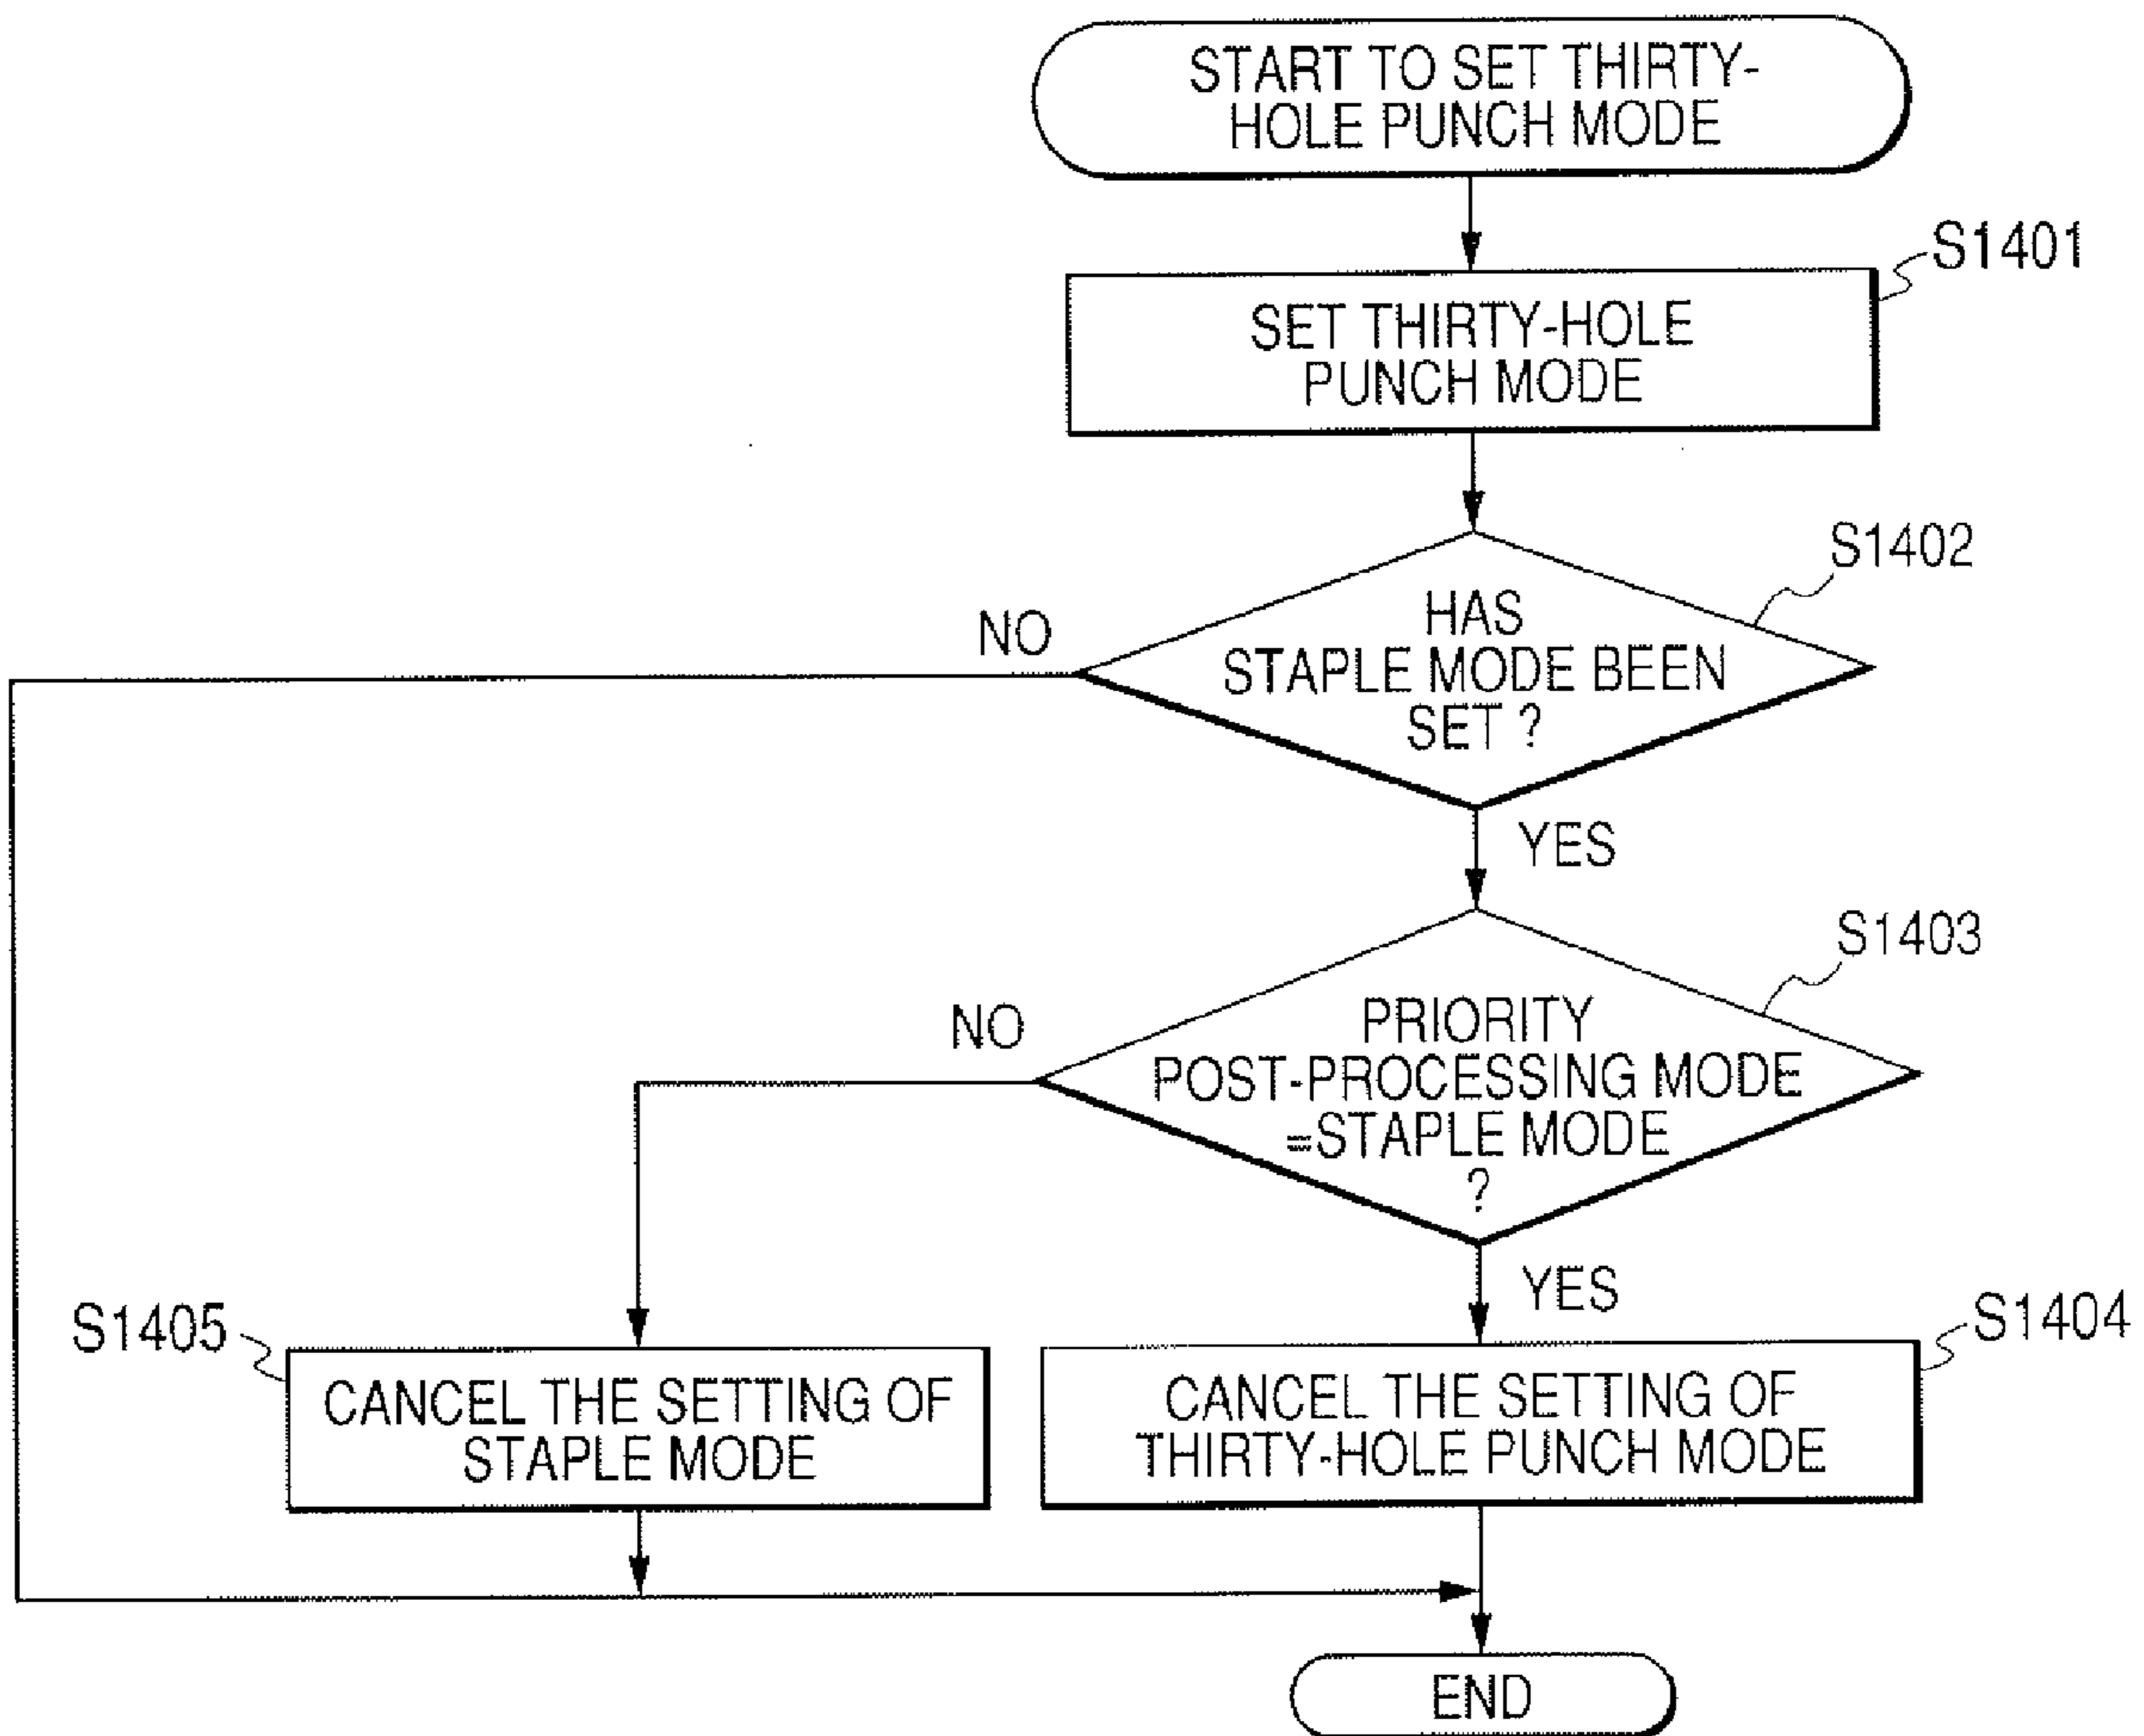 START TO SET THIRTY-
HOLE PUNCH MODE
S1401
SET THIRTY-HOLE
PUNCH MODE
S1402
HAS
STAPLE MODE BEEN
SET ?
NO
YES
S1403
PRIORITY
POST-PROCESSING MODE
=STAPLE MODE
?
NO
YES
S1405
CANCEL THE SETTING OF
STAPLE MODE
S1404
CANCEL THE SETTING OF
THIRTY-HOLE PUNCH MODE
END